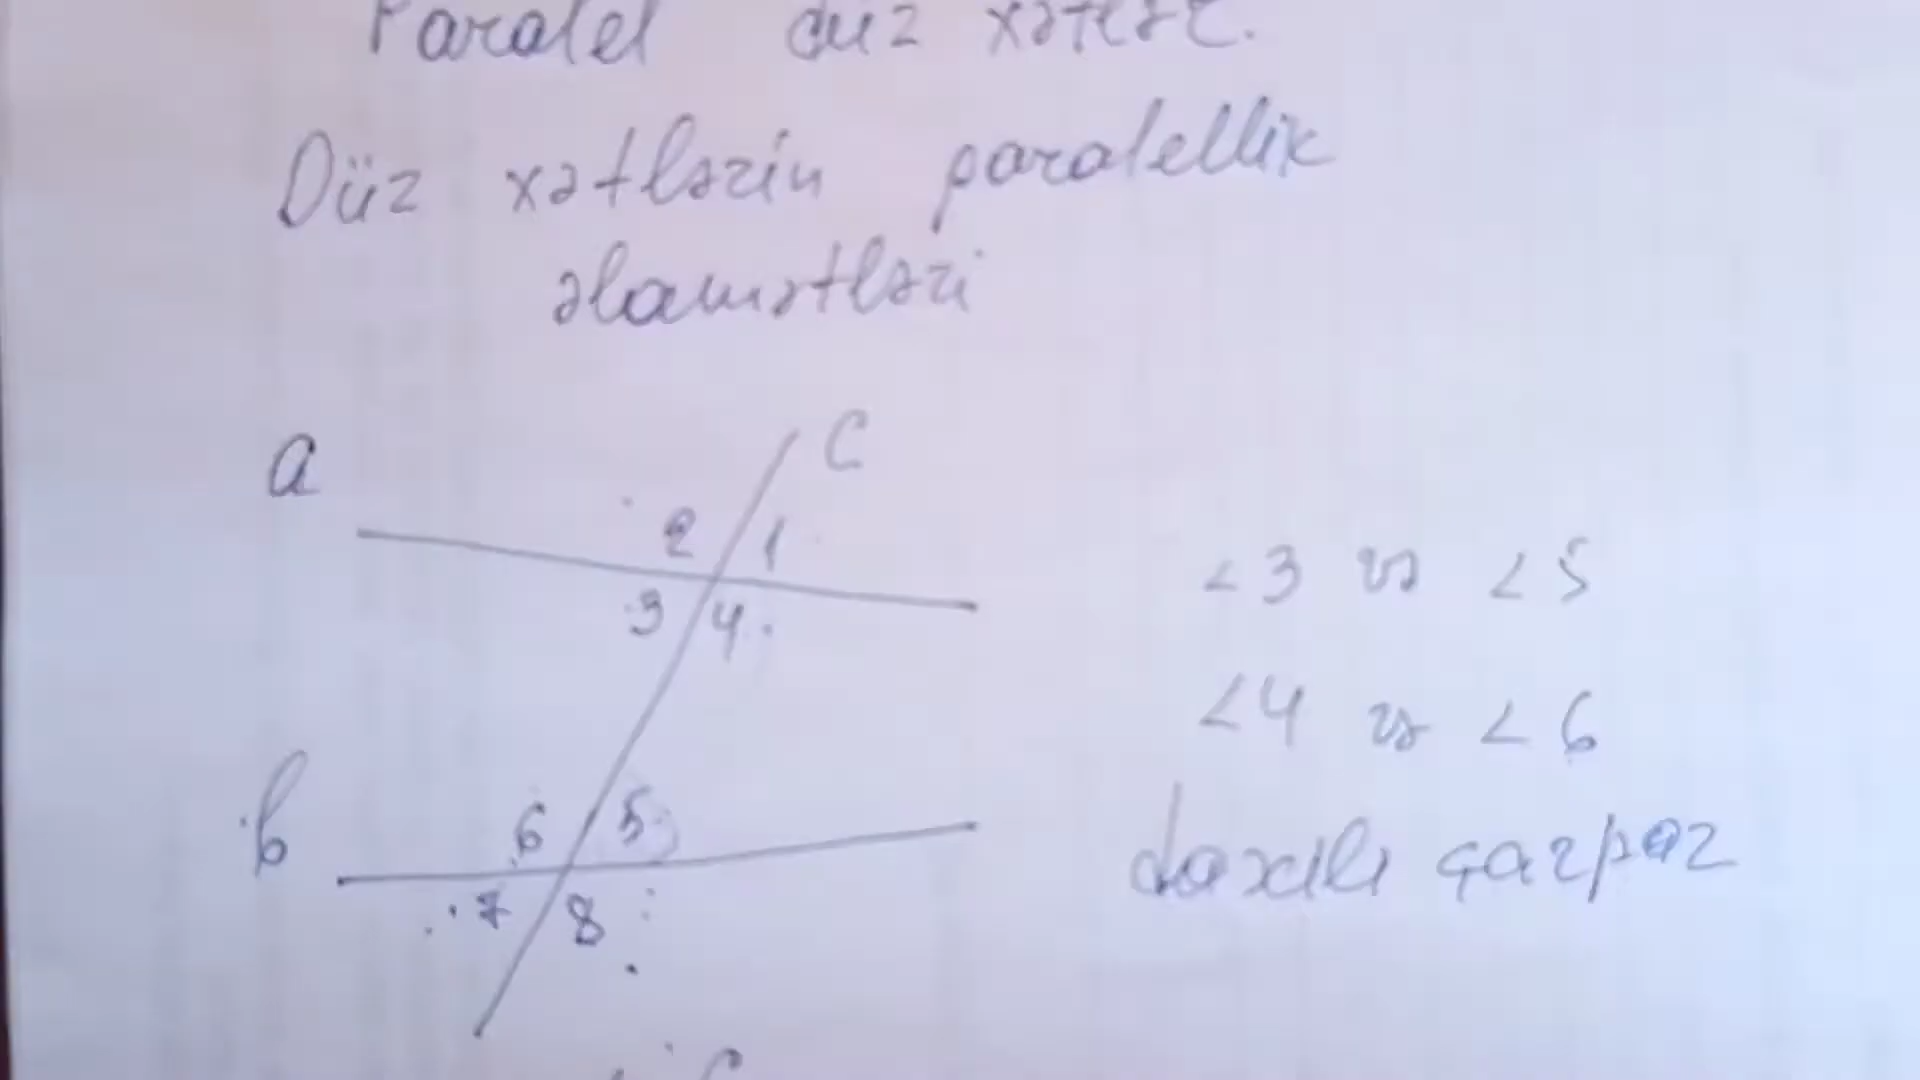 Paralel düz xətlər.
Düz xətlərin paralellik
əlamətləri
a
C
2 1
3 4
<3 və <5
<4 və <6
b
6 5
7 8
daxili çarpaz